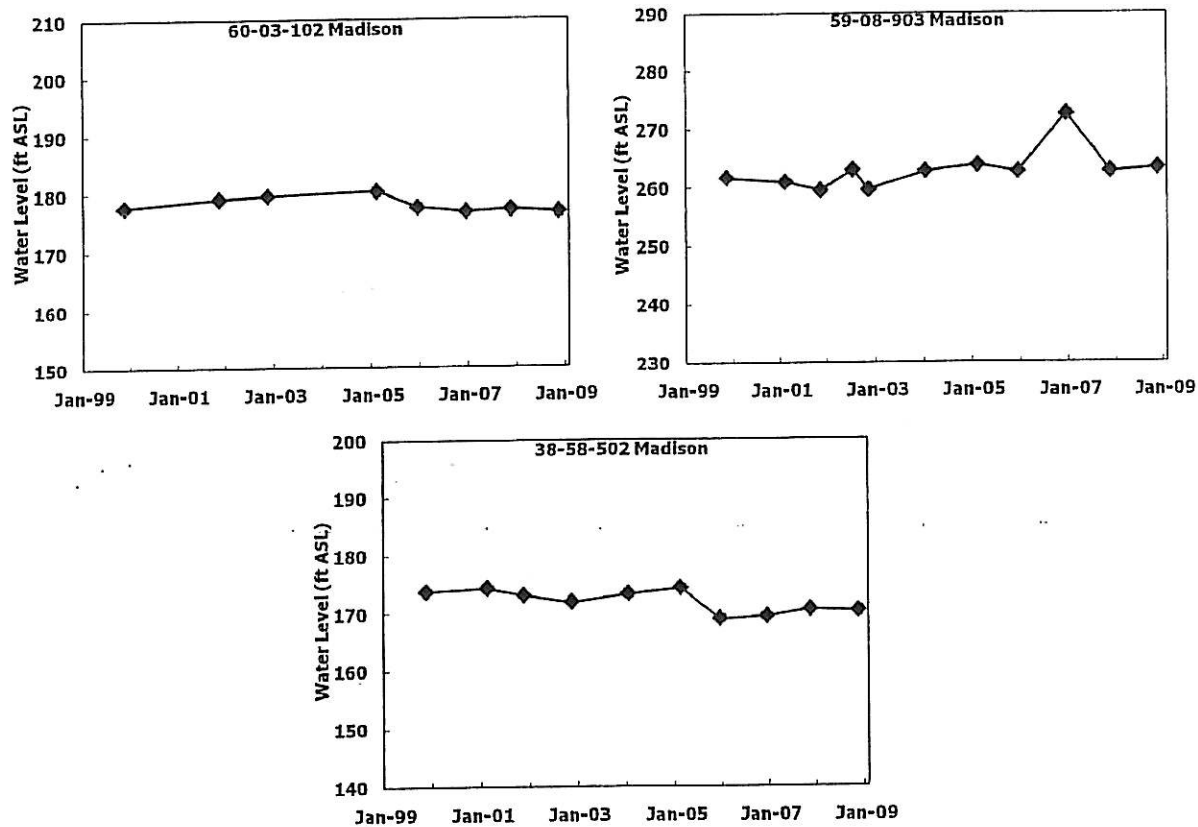 60-03-102 Madison
Water Level (ft ASL)
210
200
190
180
170
160
150
Jan-99 Jan-01 Jan-03 Jan-05 Jan-07 Jan-09
59-08-903 Madison
Water Level (ft ASL)
290
280
270
260
250
240
230
Jan-99 Jan-01 Jan-03 Jan-05 Jan-07 Jan-09
38-58-502 Madison
Water Level (ft ASL)
200
190
180
170
160
150
140
Jan-99 Jan-01 Jan-03 Jan-05 Jan-07 Jan-09